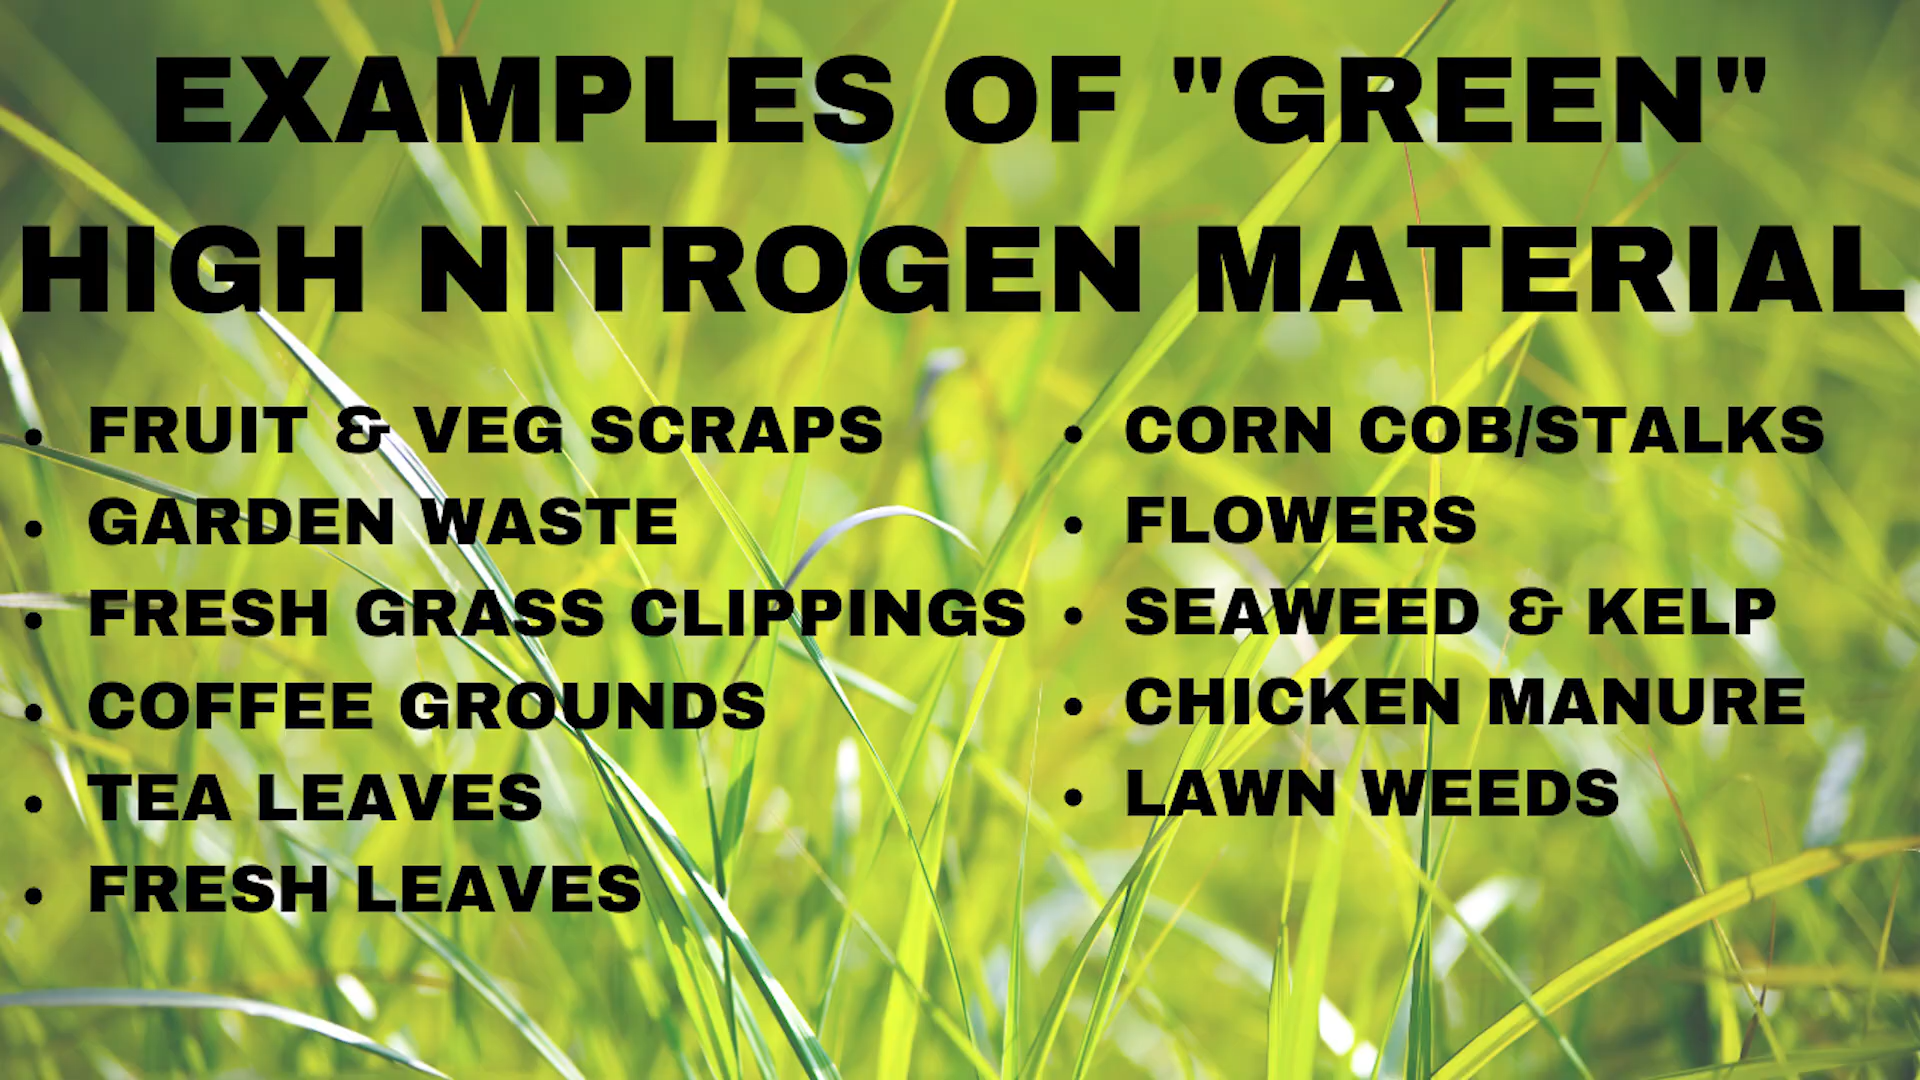 EXAMPLES OF "GREEN"
HIGH NITROGEN MATERIAL
• FRUIT & VEG SCRAPS
• GARDEN WASTE
• FRESH GRASS CLIPPINGS
• COFFEE GROUNDS
• TEA LEAVES
• FRESH LEAVES
• CORN COB/STALKS
• FLOWERS
• SEAWEED & KELP
• CHICKEN MANURE
• LAWN WEEDS